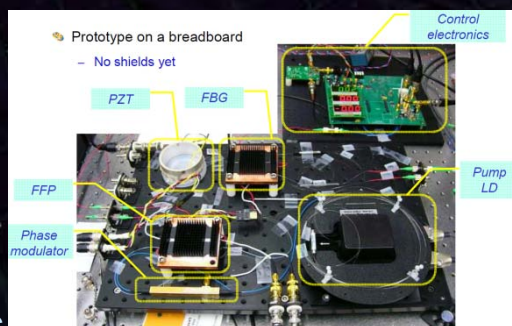 Prototype on a breadboard
– No shields yet
Control
electronics
PZT
FBG
FFP
Pump
LD
Phase
modulator